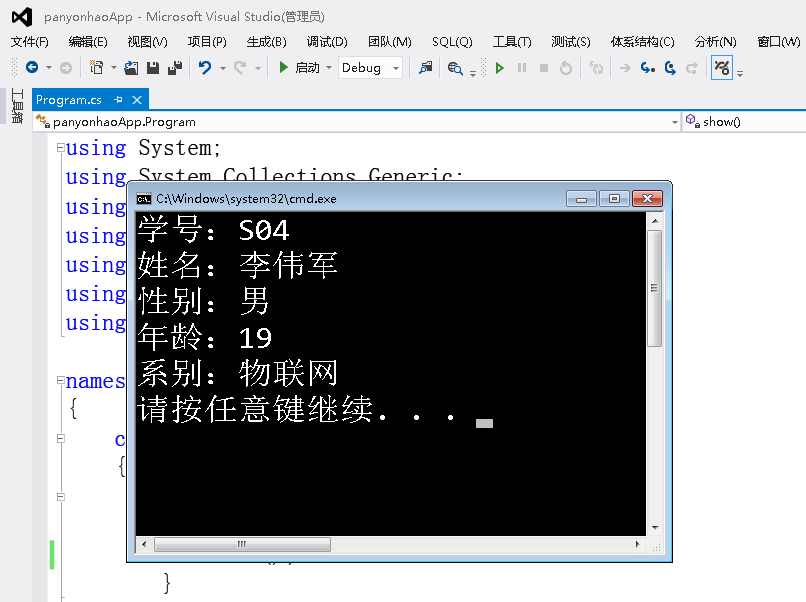 panyonhaoApp - Microsoft Visual Studio(管理员)
文件(F) 编辑(E) 视图(V) 项目(P) 生成(B) 调试(D) 团队(M) SQL(Q) 工具(T) 测试(S) 体系结构(C) 分析(N) 窗口(W)
启动 Debug
工具箱
Program.cs
panyonhaoApp.Program show()
using System;
using System.Collections.Generic;
using
using
using
using
using
C:\Windows\system32\cmd.exe
学号：S04
姓名：李伟军
性别：男
年龄：19
系别：物联网
请按任意键继续. . .
names
{
c
{
}